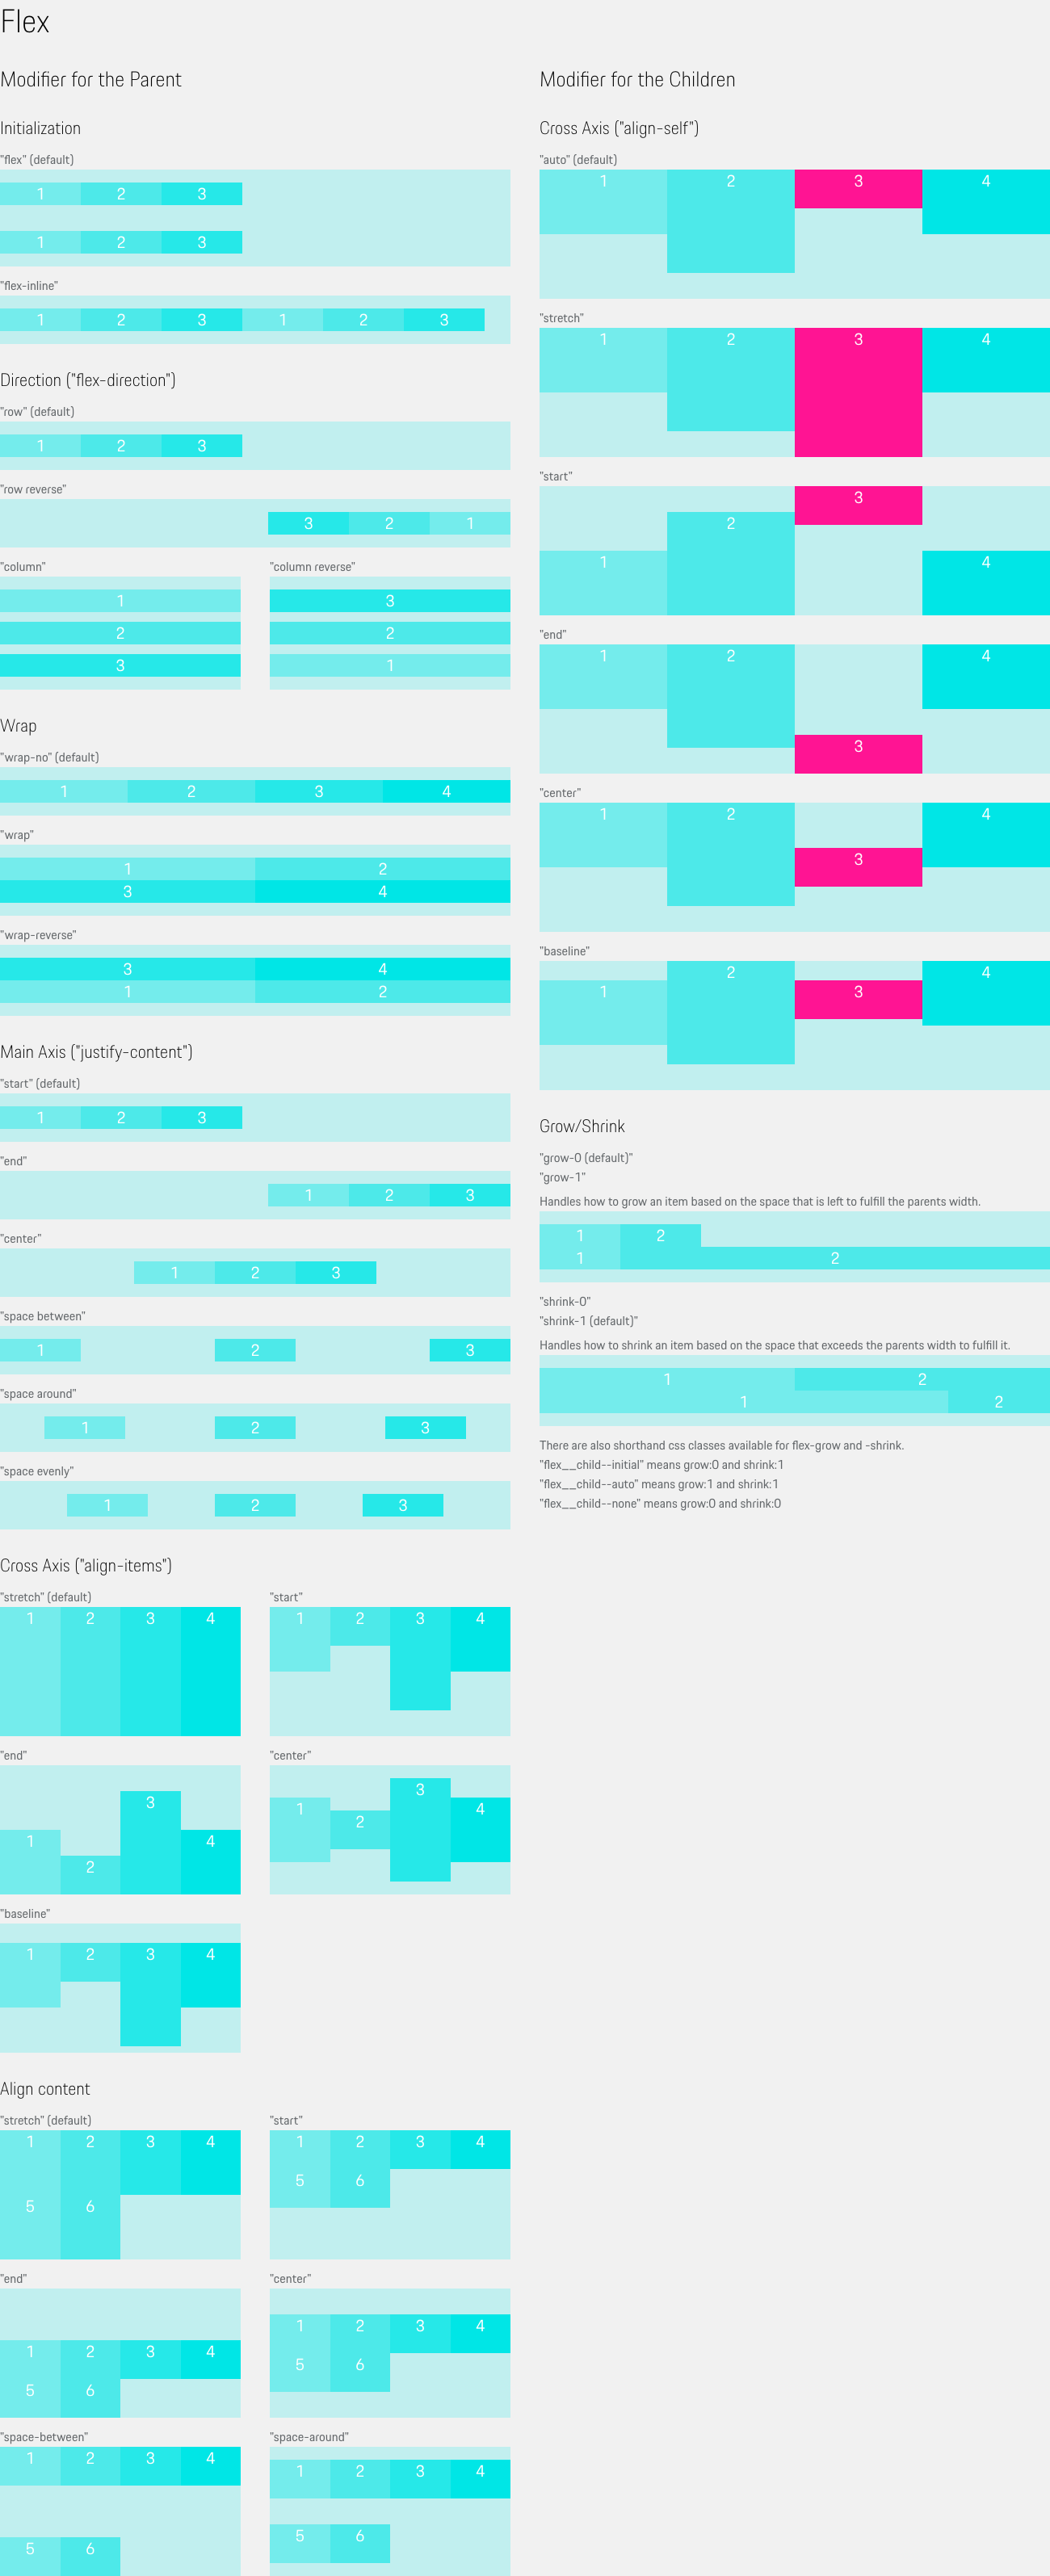 Flex
Modifier for the Parent
Initialization
"flex" (default)
1 2 3
1 2 3
"flex-inline"
1 2 3 1 2 3
Direction ("flex-direction")
"row" (default)
1 2 3
"row reverse"
3 2 1
"column"
1
2
3
"column reverse"
3
2
1
Wrap
"wrap-no" (default)
1 2 3 4
"wrap"
1 2
3 4
"wrap-reverse"
3 4
1 2
Main Axis ("justify-content")
"start" (default)
1 2 3
"end"
1 2 3
"center"
1 2 3
"space between"
1 2 3
"space around"
1 2 3
"space evenly"
1 2 3
Cross Axis ("align-items")
"stretch" (default)
1 2 3 4
"start"
1 2 3 4
"end"
3
1 4
2
"center"
3
1 4
2
"baseline"
1 2 3 4
Align content
"stretch" (default)
1 2 3 4
5 6
"start"
1 2 3 4
5 6
"end"
1 2 3 4
5 6
"center"
1 2 3 4
5 6
"space-between"
1 2 3 4
5 6
"space-around"
1 2 3 4
5 6
Modifier for the Children
Cross Axis ("align-self")
"auto" (default)
1 2 3 4
"stretch"
1 2 3 4
"start"
3
2
1 4
"end"
1 2 4
3
"center"
1 2 4
3
"baseline"
2 4
1 3
Grow/Shrink
"grow-0 (default)"
"grow-1"
Handles how to grow an item based on the space that is left to fulfill the parents width.
1 2
1 2
"shrink-0"
"shrink-1 (default)"
Handles how to shrink an item based on the space that exceeds the parents width to fulfill it.
1 2
1 2
There are also shorthand css classes available for flex-grow and -shrink.
"flex__child--initial" means grow:0 and shrink:1
"flex__child--auto" means grow:1 and shrink:1
"flex__child--none" means grow:0 and shrink:0